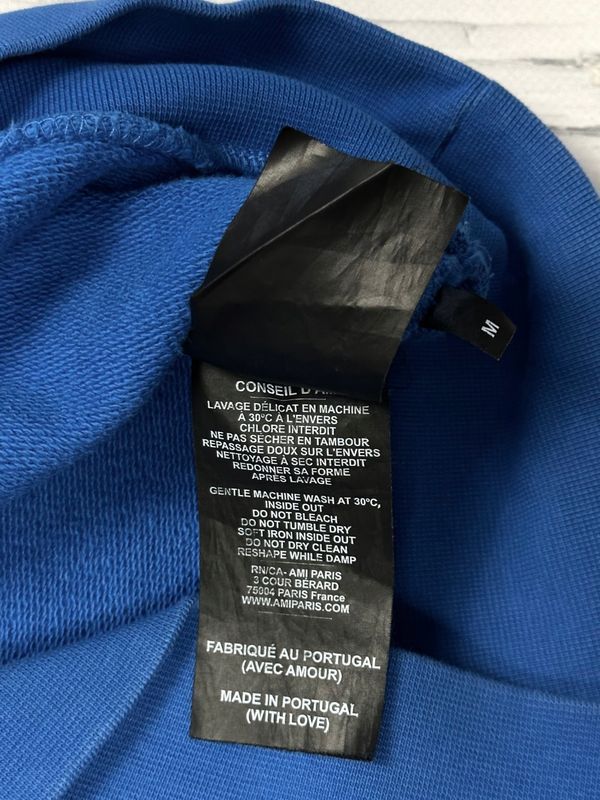 M
CONSEIL D'AMI
LAVAGE DÉLICAT EN MACHINE
À 30°C À L'ENVERS
CHLORE INTERDIT
NE PAS SÉCHER EN TAMBOUR
REPASSAGE DOUX SUR L'ENVERS
NETTOYAGE À SEC INTERDIT
REDONNER SA FORME
APRÈS LAVAGE
GENTLE MACHINE WASH AT 30°C,
INSIDE OUT
DO NOT BLEACH
DO NOT TUMBLE DRY
SOFT IRON INSIDE OUT
DO NOT DRY CLEAN
RESHAPE WHILE DAMP
RN/CA- AMI PARIS
3 COUR BÉRARD
75004 PARIS France
WWW.AMIPARIS.COM
FABRIQUÉ AU PORTUGAL
(AVEC AMOUR)
MADE IN PORTUGAL
(WITH LOVE)